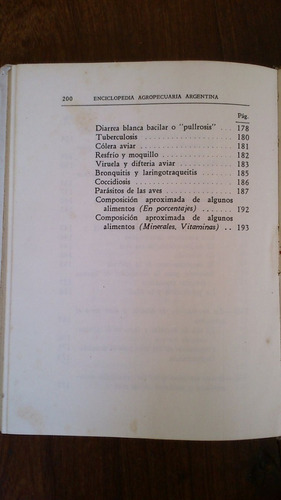 200 ENCICLOPEDIA AGROPECUARIA ARGENTINA
Pág.
Diarrea blanca bacilar o "pullrosis" .. 178
Tuberculosis .................... 180
Cólera aviar .................... 181
Resfrío y moquillo .............. 182
Viruela y difteria aviar ......... 183
Bronquitis y laringotraqueitis .... 185
Coccidiosis ..................... 186
Parásitos de las aves ............ 187
Composición aproximada de algunos
alimentos (En porcentajes) ...... 192
Composición aproximada de algunos
alimentos (Minerales, Vitaminas) .. 193